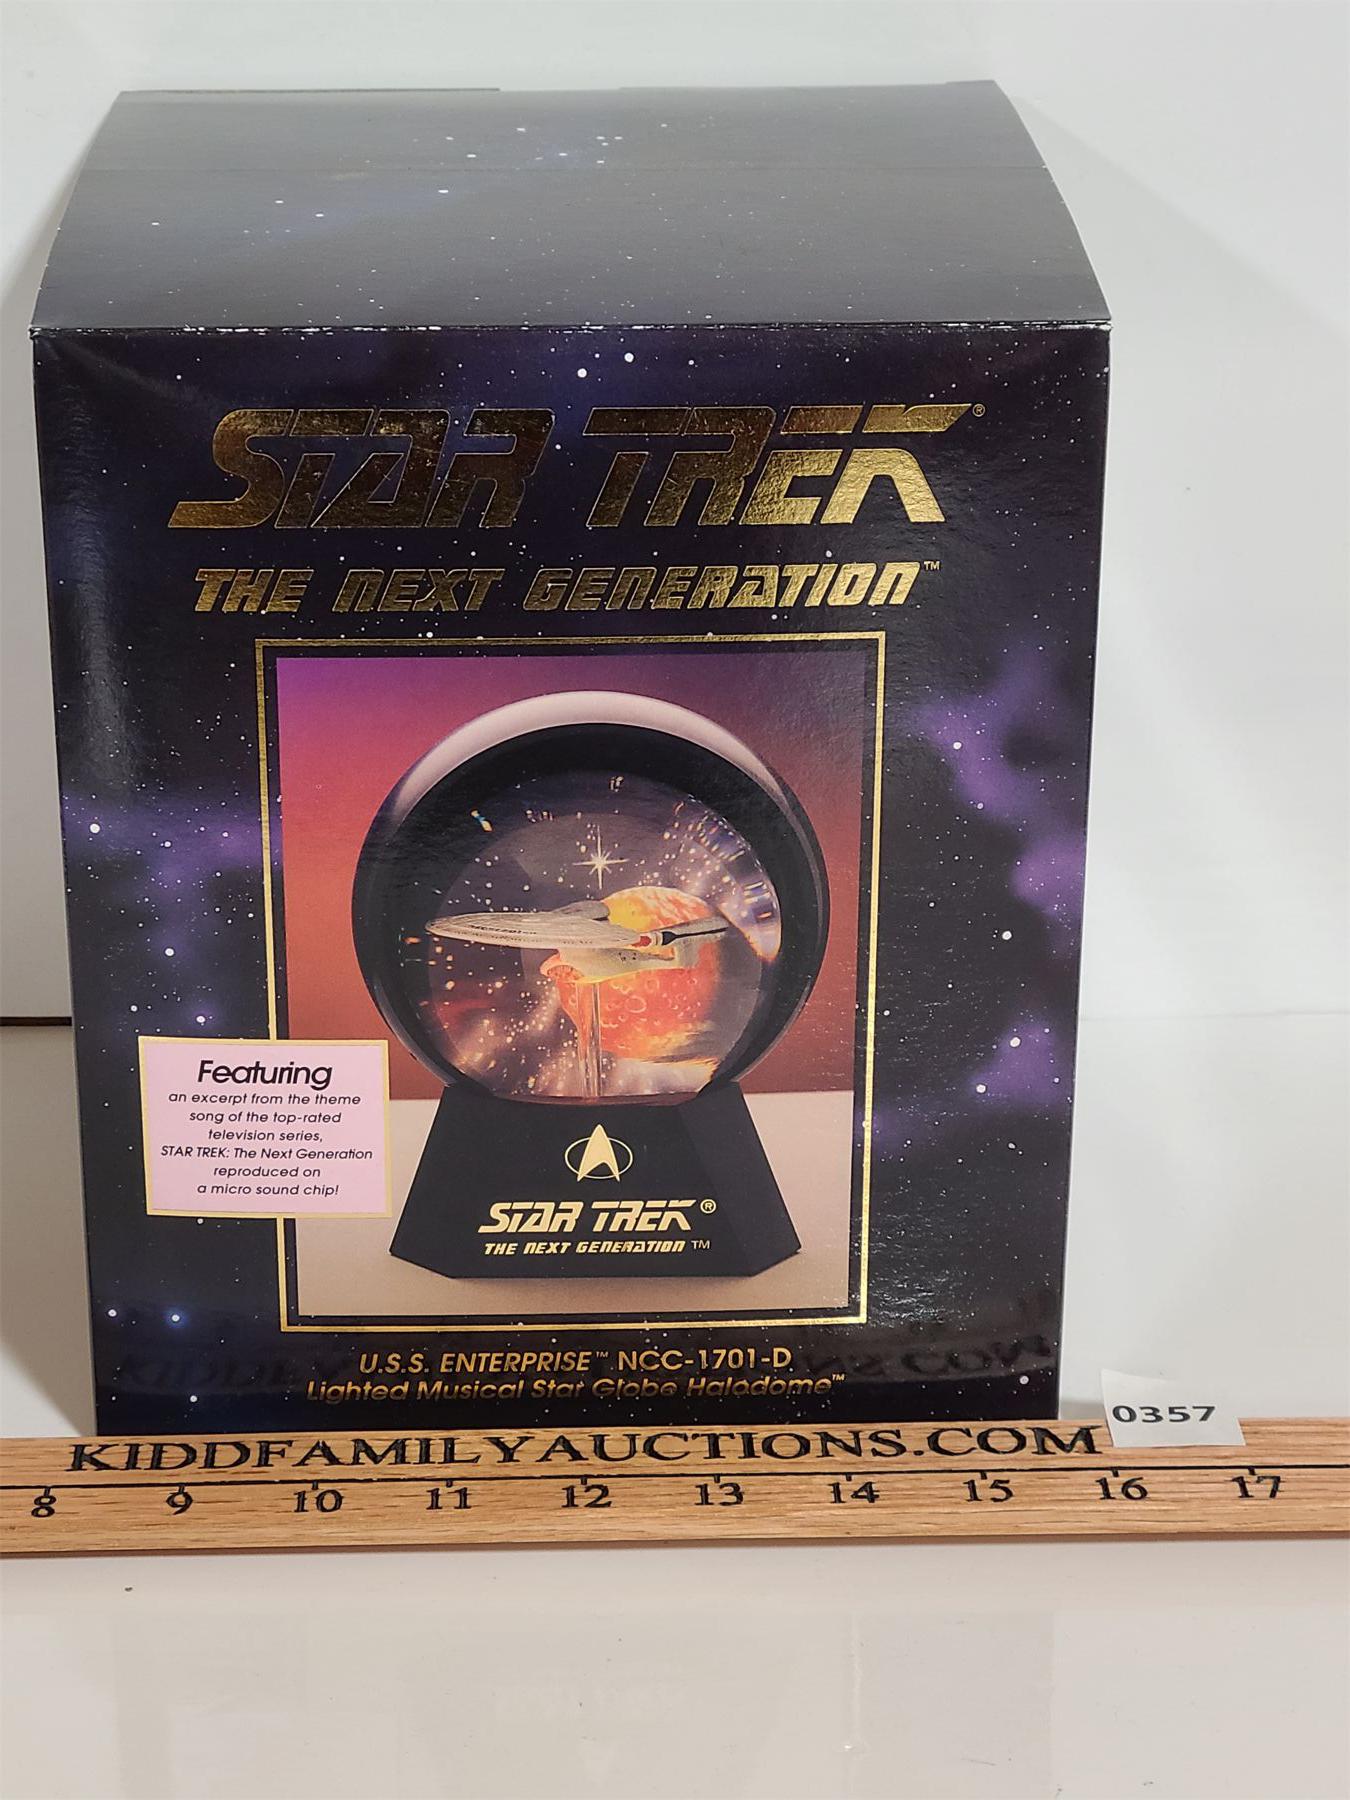 STAR TREK®
THE NEXT GENERATION™
Featuring
an excerpt from the theme
song of the top-rated
television series,
STAR TREK: The Next Generation
reproduced on
a micro sound chip!
STAR TREK®
THE NEXT GENERATION™
U.S.S. ENTERPRISE™ NCC-1701-D
Lighted Musical Star Globe Halodome™
0357
KIDDFAMILYAUCTIONS.COM
8 9 10 11 12 13 14 15 16 17